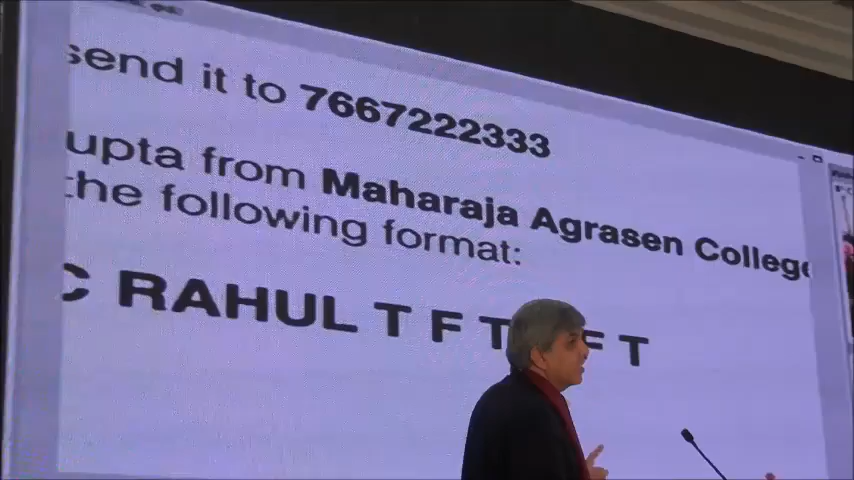 send it to 7667222333
upta from Maharaja Agrasen College
the following format:
C RAHUL T F T F T